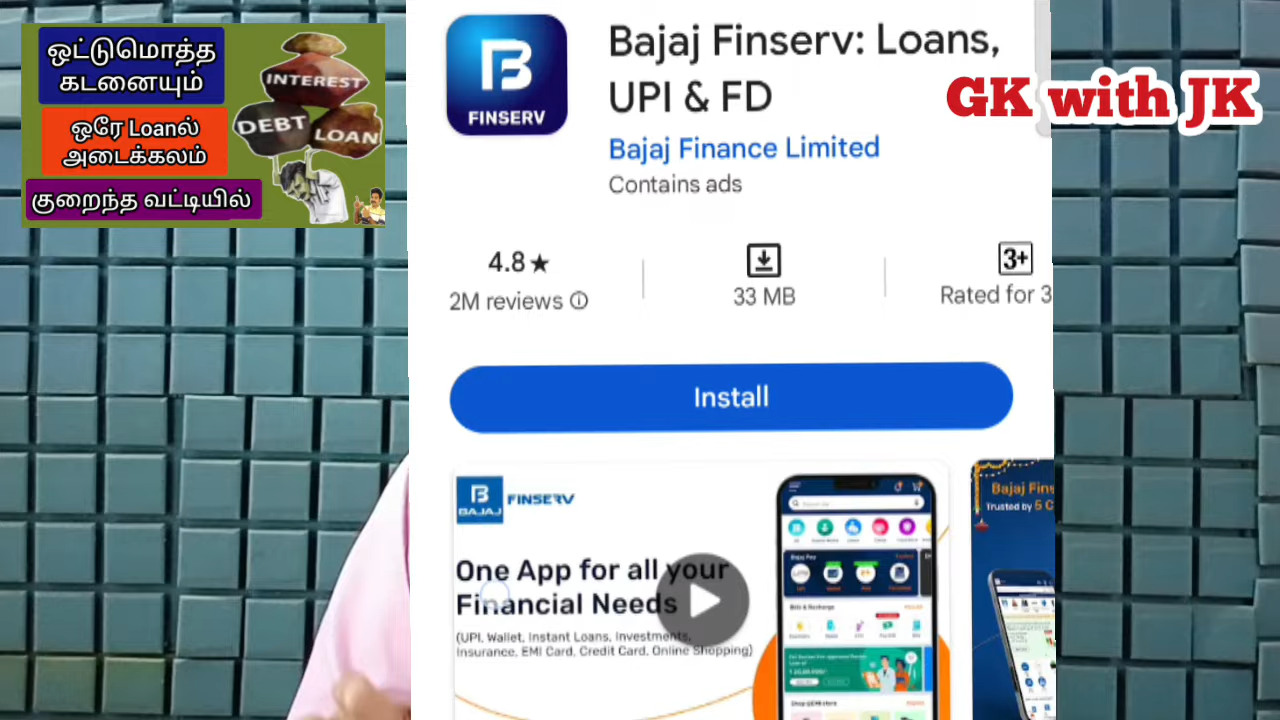 ஒட்டுமொத்த
கடனையும்
ஒரே Loanல்
அடைக்கலம்
குறைந்த வட்டியில்
INTEREST
DEBT
LOAN
FINSERV
Bajaj Finserv: Loans,
UPI & FD
Bajaj Finance Limited
Contains ads
GK with JK
4.8★
2M reviews
33 MB
3+
Rated for 3
Install
BAJAJ
FINSERV
One App for all your
Financial Needs
(UPI, Wallet, Instant Loans, Investments,
Insurance, EMI Card, Credit Card, Online Shopping)
Bajaj Fins
Trusted by 5 C